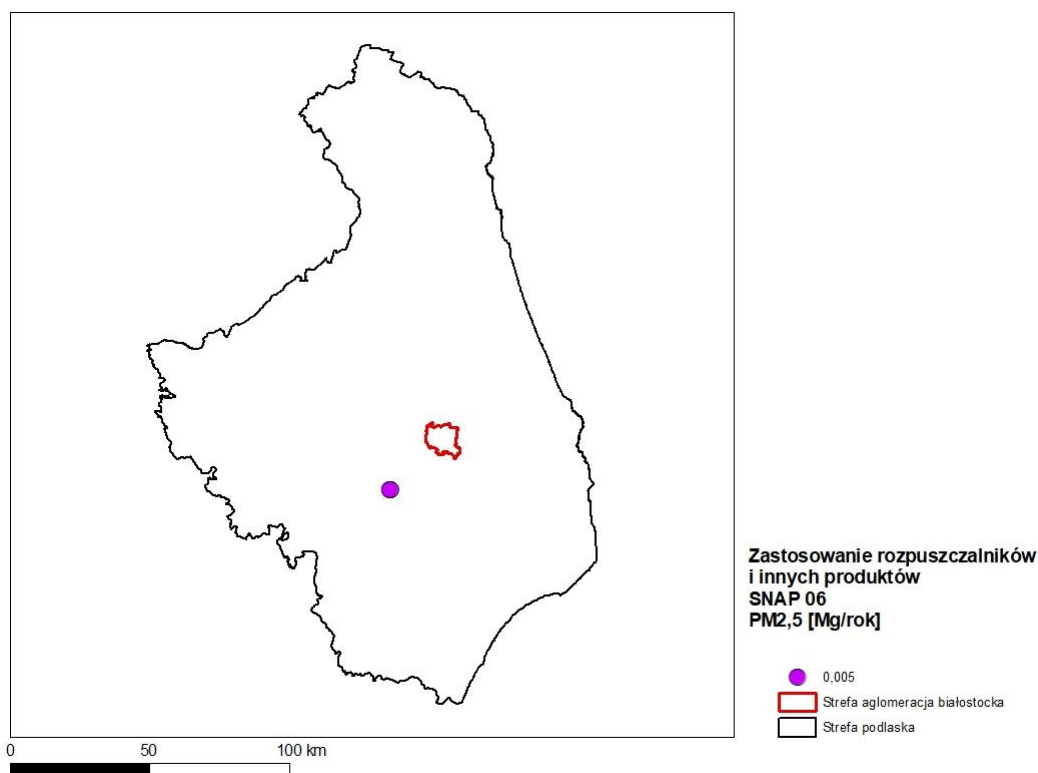 Zastosowanie rozpuszczalników
i innych produktów
SNAP 06
PM2,5 [Mg/rok]
0,005
Strefa aglomeracja białostocka
Strefa podlaska
0 50 100 km